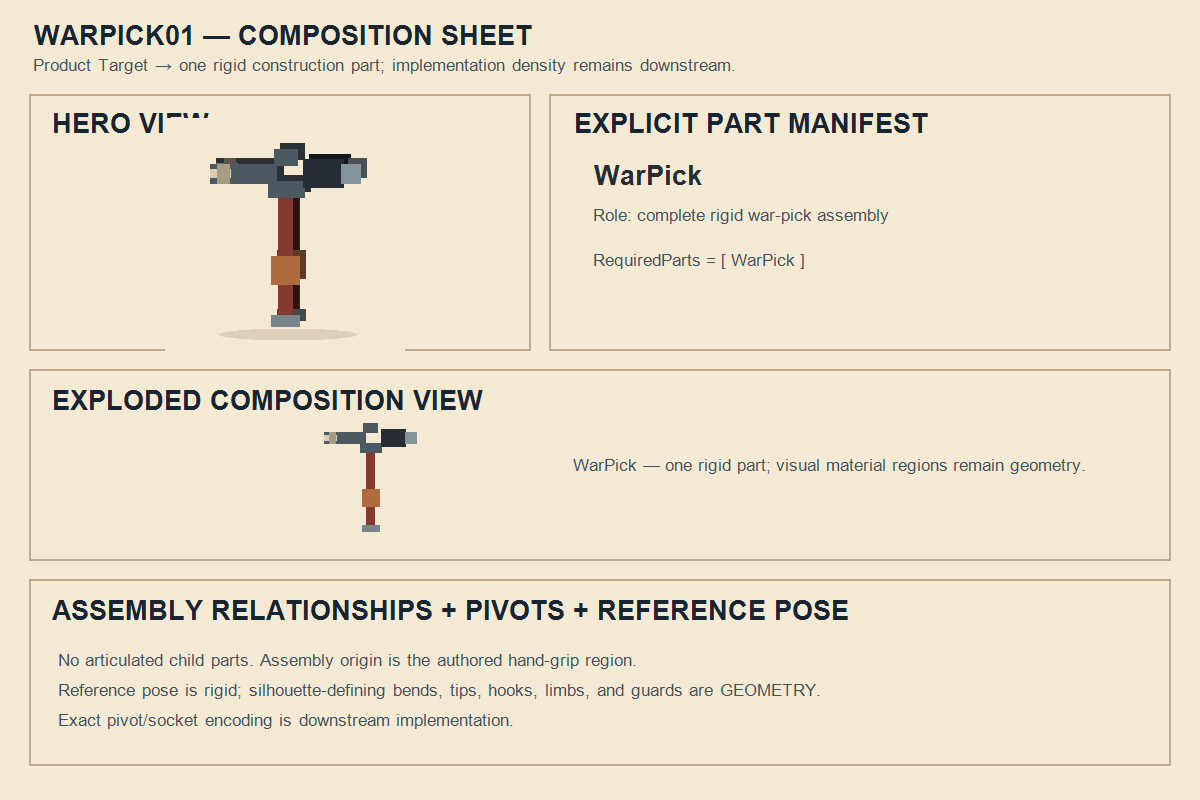 WARPICK01 — COMPOSITION SHEET
Product Target → one rigid construction part; implementation density remains downstream.
HERO
EXPLICIT PART MANIFEST
WarPick
Role: complete rigid war-pick assembly
RequiredParts = [ WarPick ]
EXPLODED COMPOSITION VIEW
WarPick — one rigid part; visual material regions remain geometry.
ASSEMBLY RELATIONSHIPS + PIVOTS + REFERENCE POSE
No articulated child parts. Assembly origin is the authored hand-grip region.
Reference pose is rigid; silhouette-defining bends, tips, hooks, limbs, and guards are GEOMETRY.
Exact pivot/socket encoding is downstream implementation.